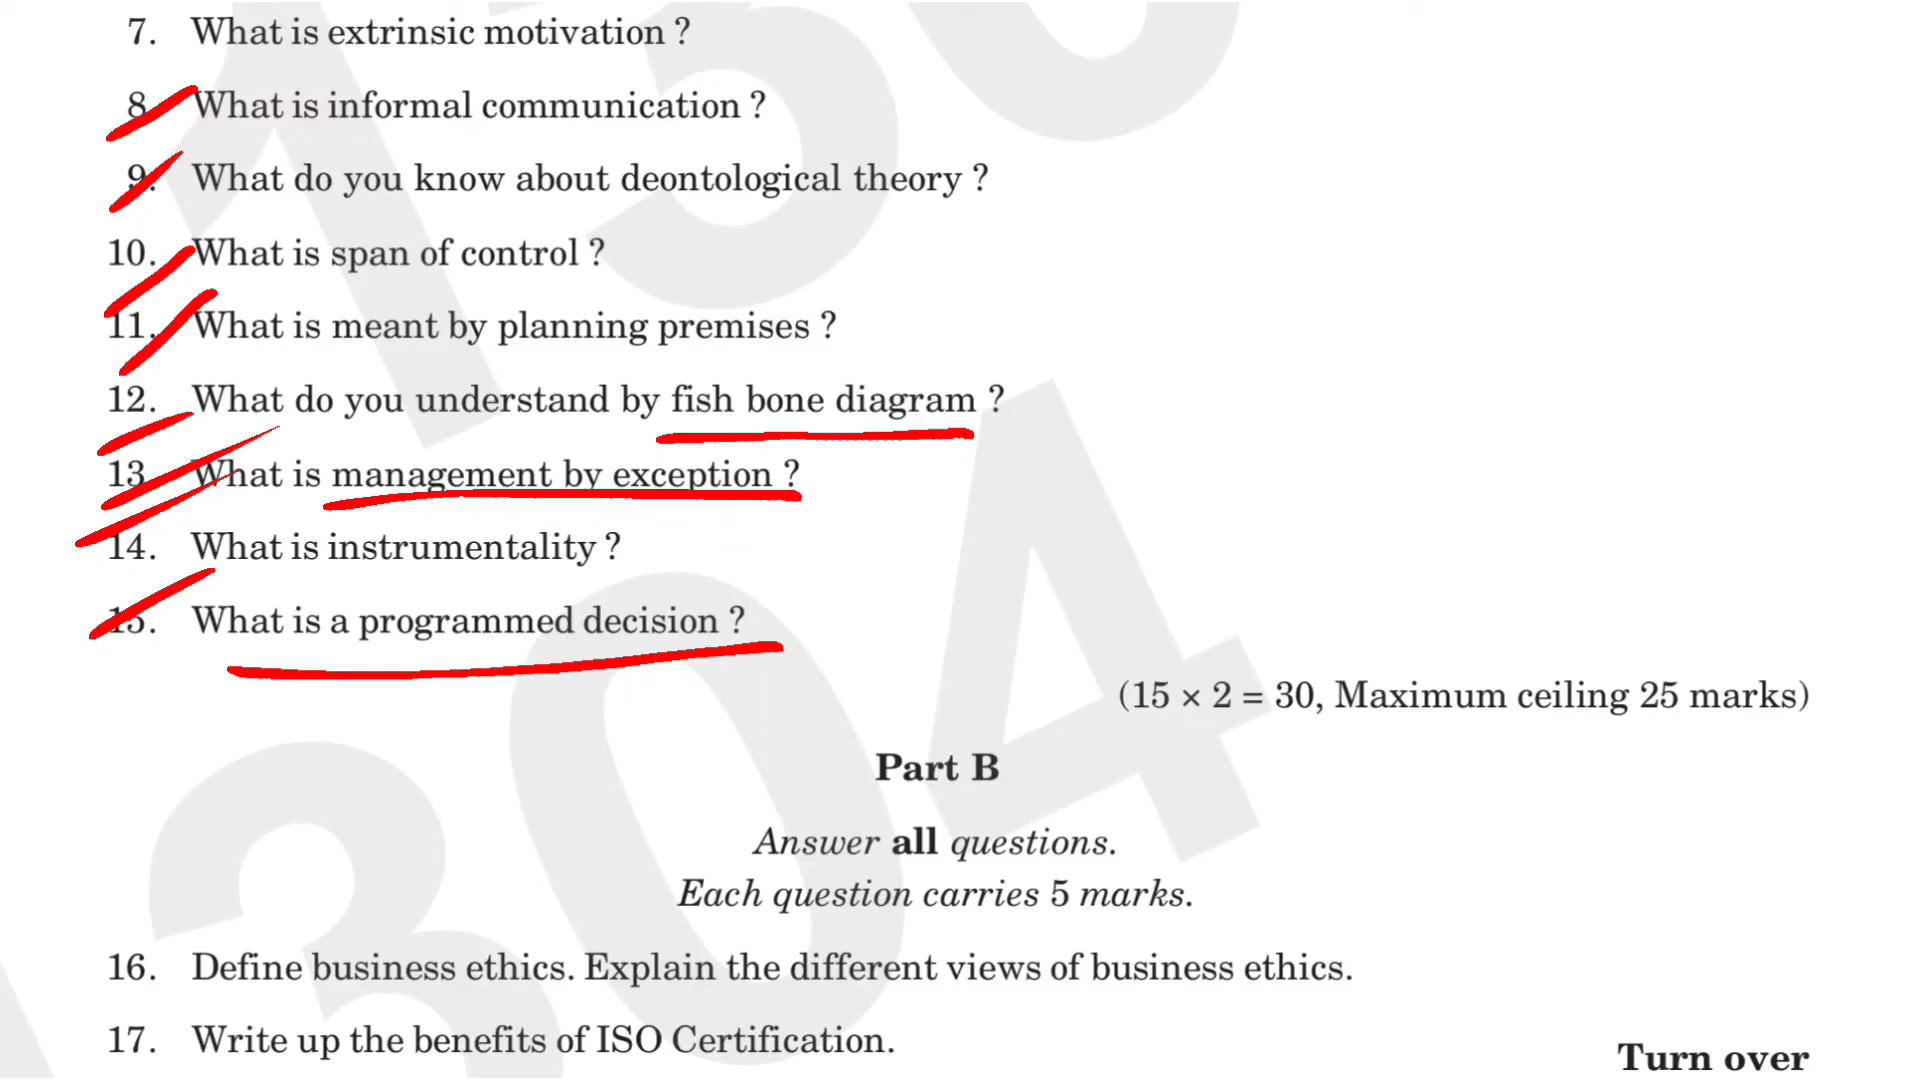 7. What is extrinsic motivation ?
8. What is informal communication ?
9. What do you know about deontological theory ?
10. What is span of control ?
11. What is meant by planning premises ?
12. What do you understand by fish bone diagram ?
13. What is management by exception ?
14. What is instrumentality ?
15. What is a programmed decision ?
(15 × 2 = 30, Maximum ceiling 25 marks)
Part B
Answer all questions.
Each question carries 5 marks.
16. Define business ethics. Explain the different views of business ethics.
17. Write up the benefits of ISO Certification.
Turn over